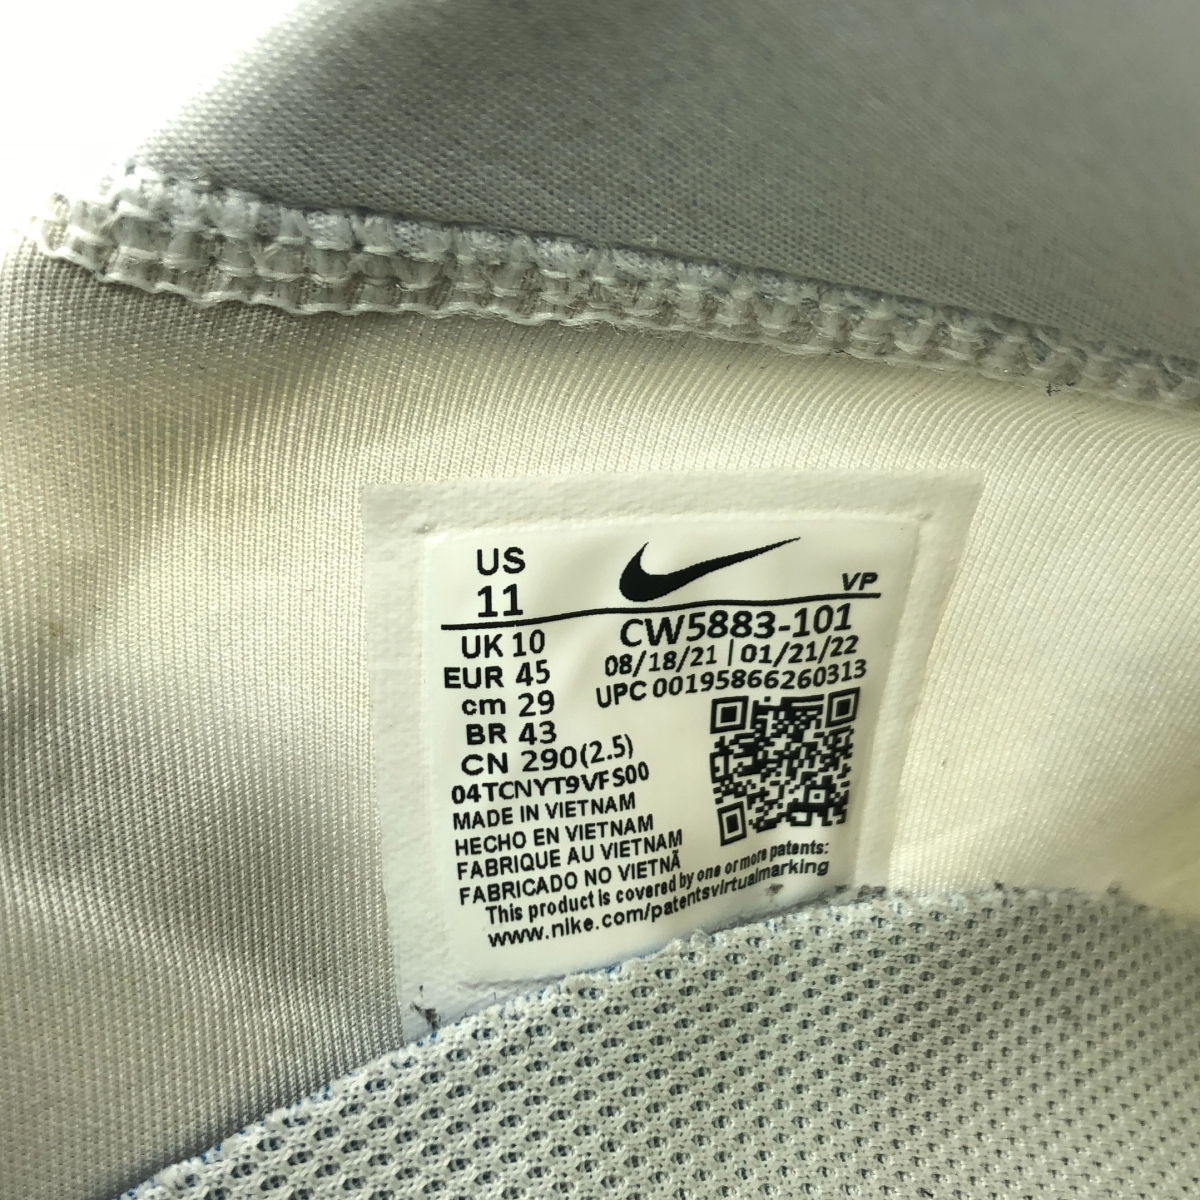 US
11
VP
UK 10
EUR 45
cm 29
BR 43
CN 290(2.5)
CW5883-101
08/18/21 | 01/21/22
UPC 00195866260313
04TCNYT9VFS00
MADE IN VIETNAM
HECHO EN VIETNAM
FABRIQUE AU VIETNAM
FABRICADO NO VIETNÃ
This product is covered by one or more patents:
www.nike.com/patentsvirtualmarking